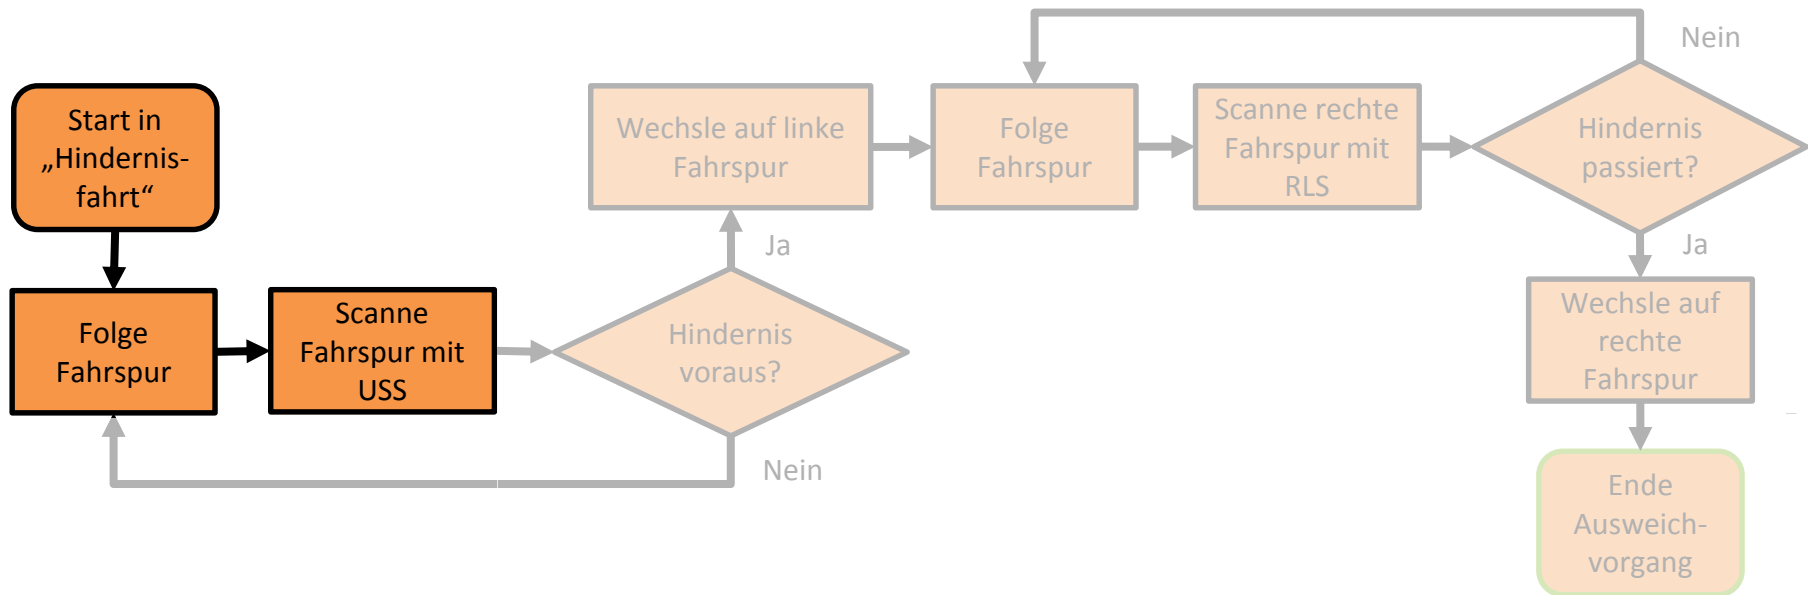 Start in
„Hindernis-
fahrt“
Folge
Fahrspur
Scanne
Fahrspur mit
USS
Hindernis
voraus?
Nein
Ja
Wechsle auf linke
Fahrspur
Folge
Fahrspur
Scanne rechte
Fahrspur mit
RLS
Hindernis
passiert?
Nein
Ja
Wechsle auf
rechte
Fahrspur
Ende
Ausweich-
vorgang